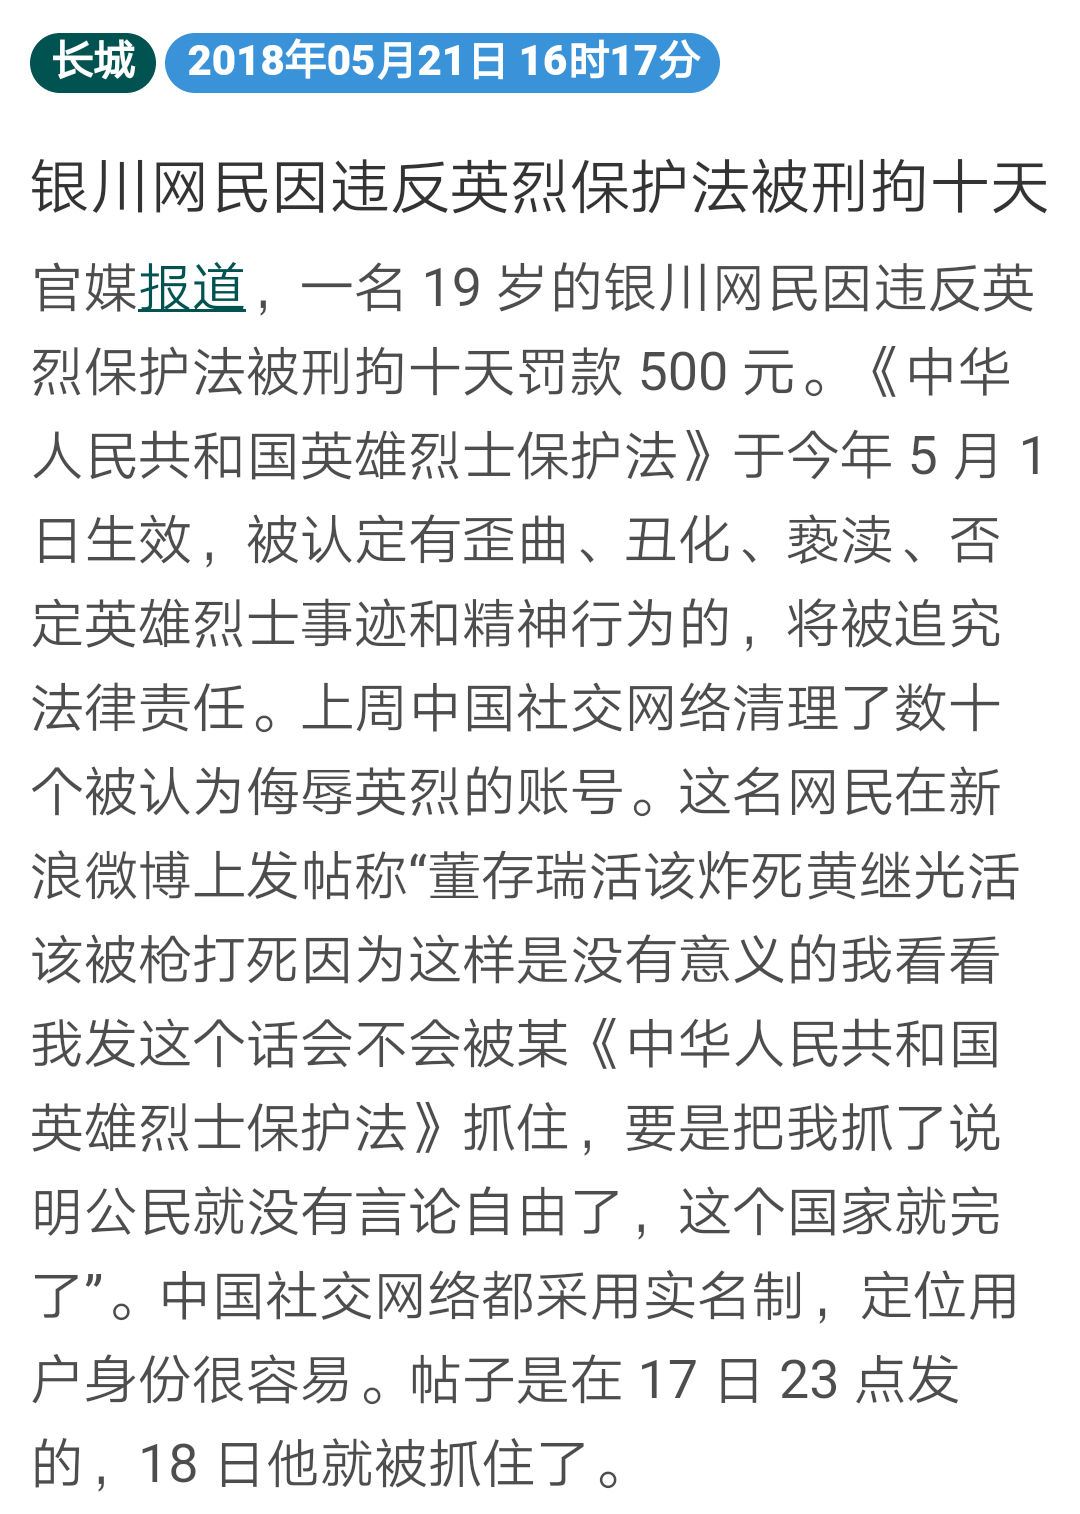 长城 2018年05月21日 16时17分
银川网民因违反英烈保护法被刑拘十天
官媒报道，一名 19 岁的银川网民因违反英
烈保护法被刑拘十天罚款 500 元。《中华
人民共和国英雄烈士保护法》于今年 5 月 1
日生效，被认定有歪曲、丑化、亵渎、否
定英雄烈士事迹和精神行为的，将被追究
法律责任。上周中国社交网络清理了数十
个被认为侮辱英烈的账号。这名网民在新
浪微博上发帖称“董存瑞活该炸死黄继光活
该被枪打死因为这样是没有意义的我看看
我发这个话会不会被某《中华人民共和国
英雄烈士保护法》抓住，要是把我抓了说
明公民就没有言论自由了，这个国家就完
了”。中国社交网络都采用实名制，定位用
户身份很容易。帖子是在 17 日 23 点发
的，18 日他就被抓住了。